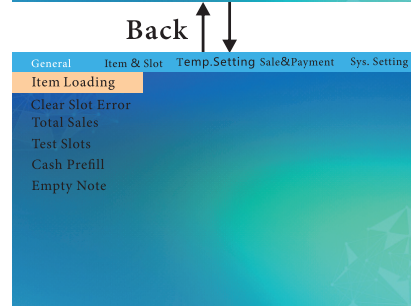 Back
General Item & Slot Temp.Setting Sale&Payment Sys. Setting
Item Loading
Clear Slot Error
Total Sales
Test Slots
Cash Prefill
Empty Note